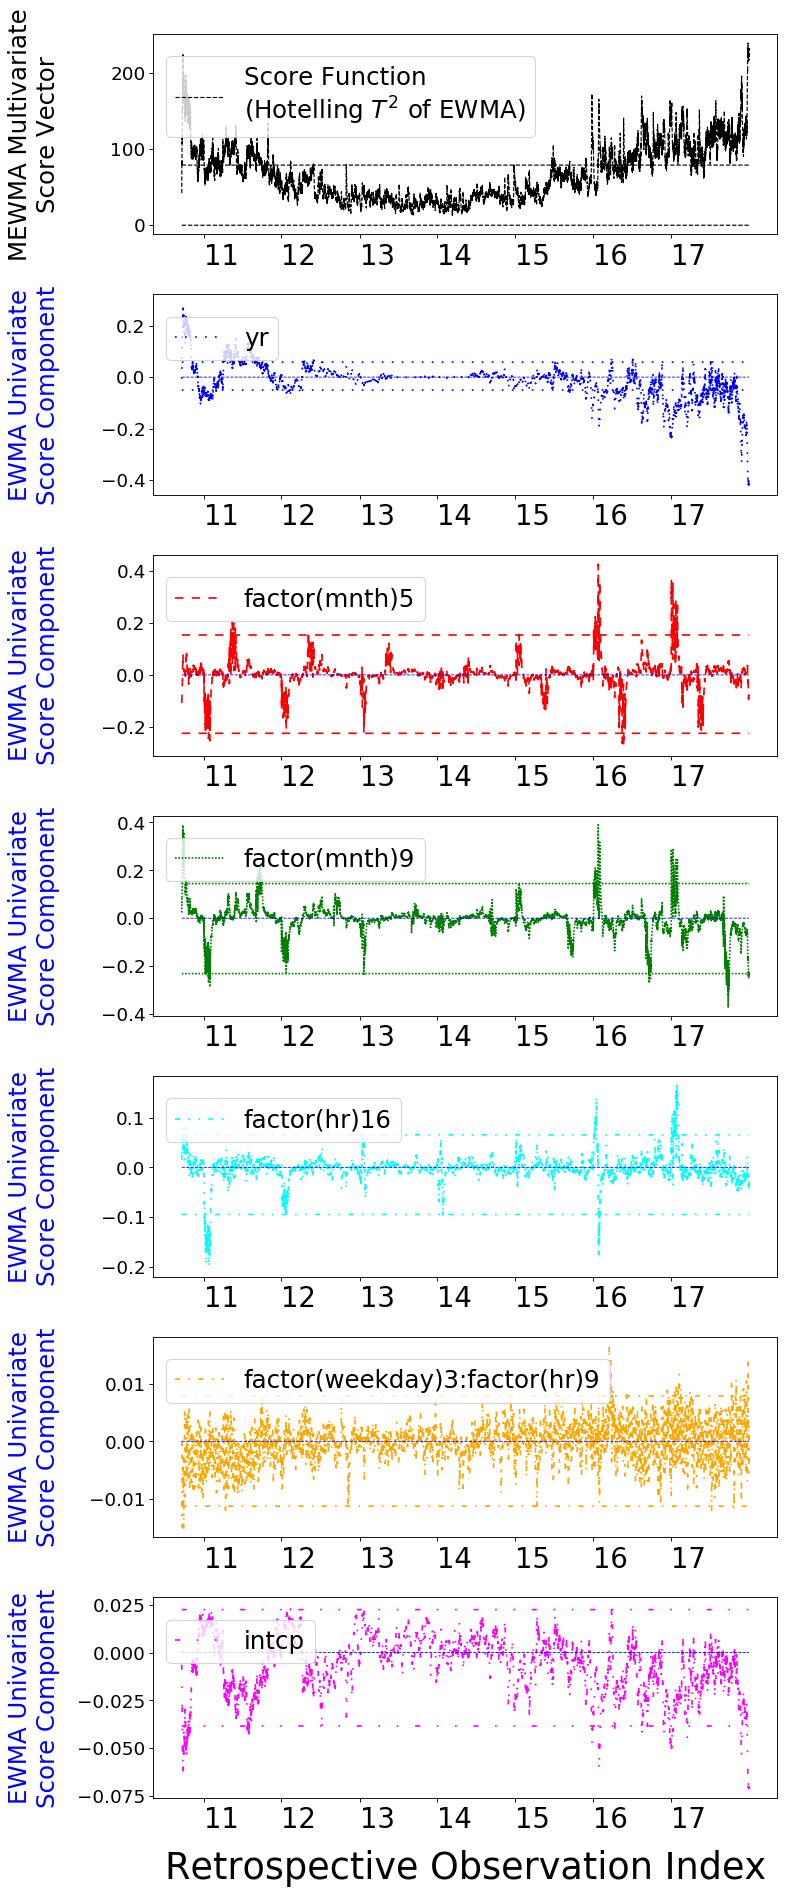 MEWMA Multivariate
Score Vector
200
100
0
Score Function
(Hotelling T² of EWMA)
11 12 13 14 15 16 17
EWMA Univariate
Score Component
0.2
0.0
−0.2
−0.4
yr
11 12 13 14 15 16 17
EWMA Univariate
Score Component
0.4
0.2
0.0
−0.2
factor(mnth)5
11 12 13 14 15 16 17
EWMA Univariate
Score Component
0.4
0.2
0.0
−0.2
−0.4
factor(mnth)9
11 12 13 14 15 16 17
EWMA Univariate
Score Component
0.1
0.0
−0.1
−0.2
factor(hr)16
11 12 13 14 15 16 17
EWMA Univariate
Score Component
0.01
0.00
−0.01
factor(weekday)3:factor(hr)9
11 12 13 14 15 16 17
EWMA Univariate
Score Component
0.025
0.000
−0.025
−0.050
−0.075
intcp
11 12 13 14 15 16 17
Retrospective Observation Index